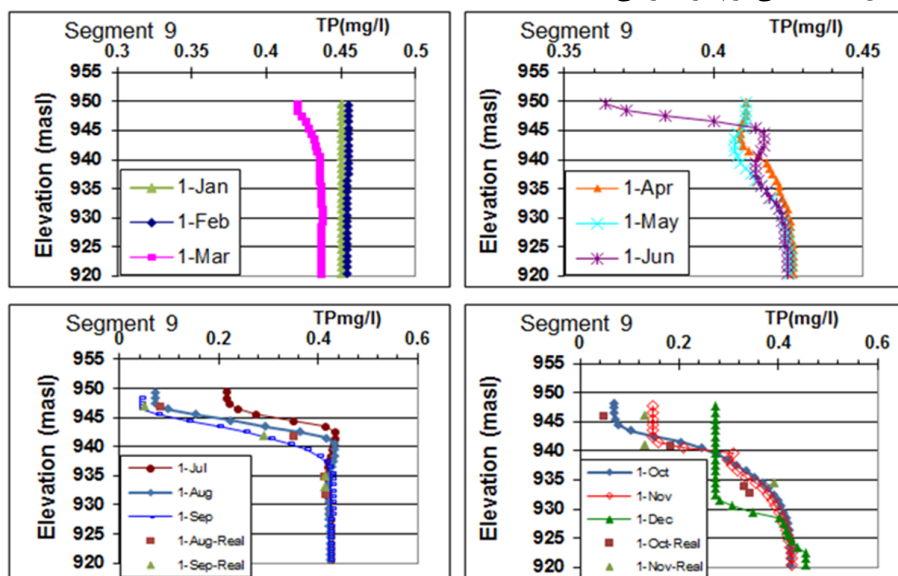 Segment 9 TP(mg/l)
0.3 0.35 0.4 0.45 0.5
Elevation (masl)
955
950
945
940
935
930
925
920
1-Jan
1-Feb
1-Mar
Segment 9 TP(mg/l)
0.35 0.4 0.45
Elevation (masl)
955
950
945
940
935
930
925
920
1-Apr
1-May
1-Jun
Segment 9 TPmg/l)
0 0.2 0.4 0.6
Elevation (masl)
955
950
945
940
935
930
925
920
1-Jul
1-Aug
1-Sep
1-Aug-Real
1-Sep-Real
Segment 9 TP(mg/l)
0 0.2 0.4 0.6
Elevation (masl)
955
950
945
940
935
930
925
920
1-Oct
1-Nov
1-Dec
1-Oct-Real
1-Nov-Real